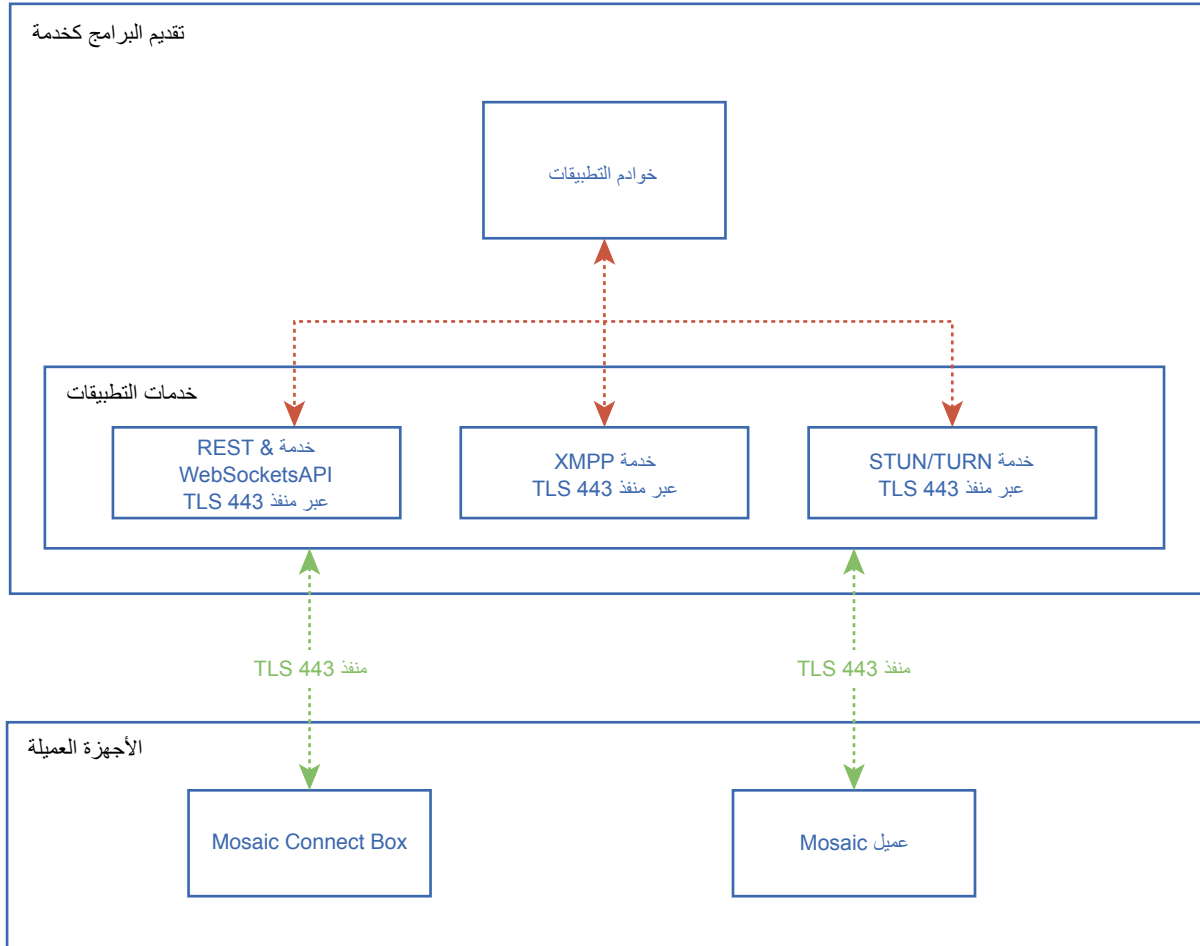 تقديم البرامج كخدمة
خوادم التطبيقات
خدمات التطبيقات
خدمة REST &
WebSocketsAPI
عبر منفذ TLS 443
خدمة XMPP
عبر منفذ TLS 443
خدمة STUN/TURN
عبر منفذ TLS 443
منفذ TLS 443
منفذ TLS 443
الأجهزة العميلة
Mosaic Connect Box
عميل Mosaic